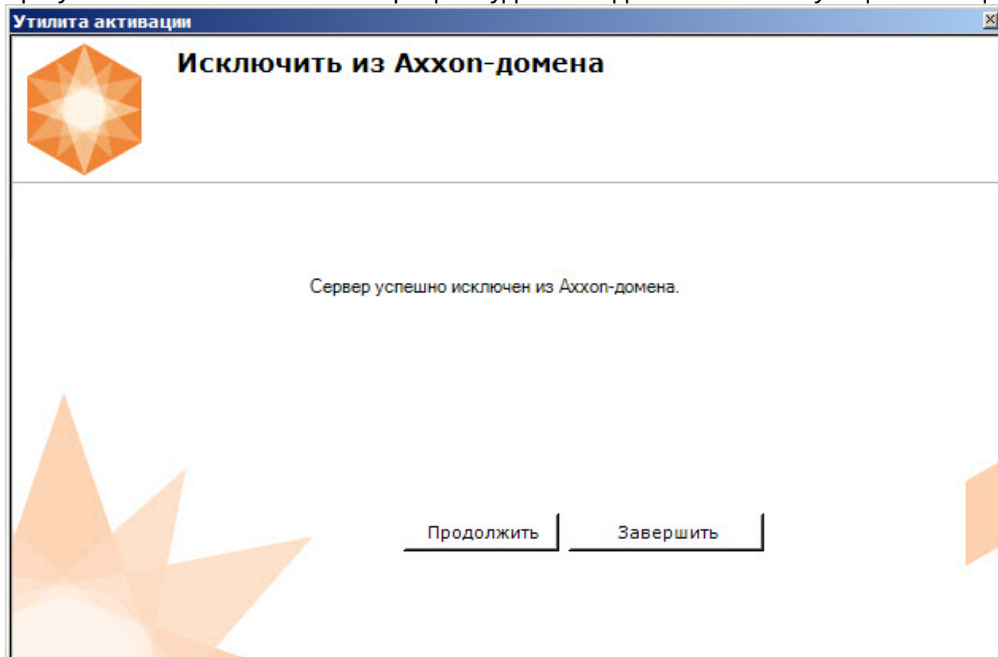 Утилита активации
Исключить из Axxon-домена
Сервер успешно исключен из Axxon-домена.
Продолжить
Завершить